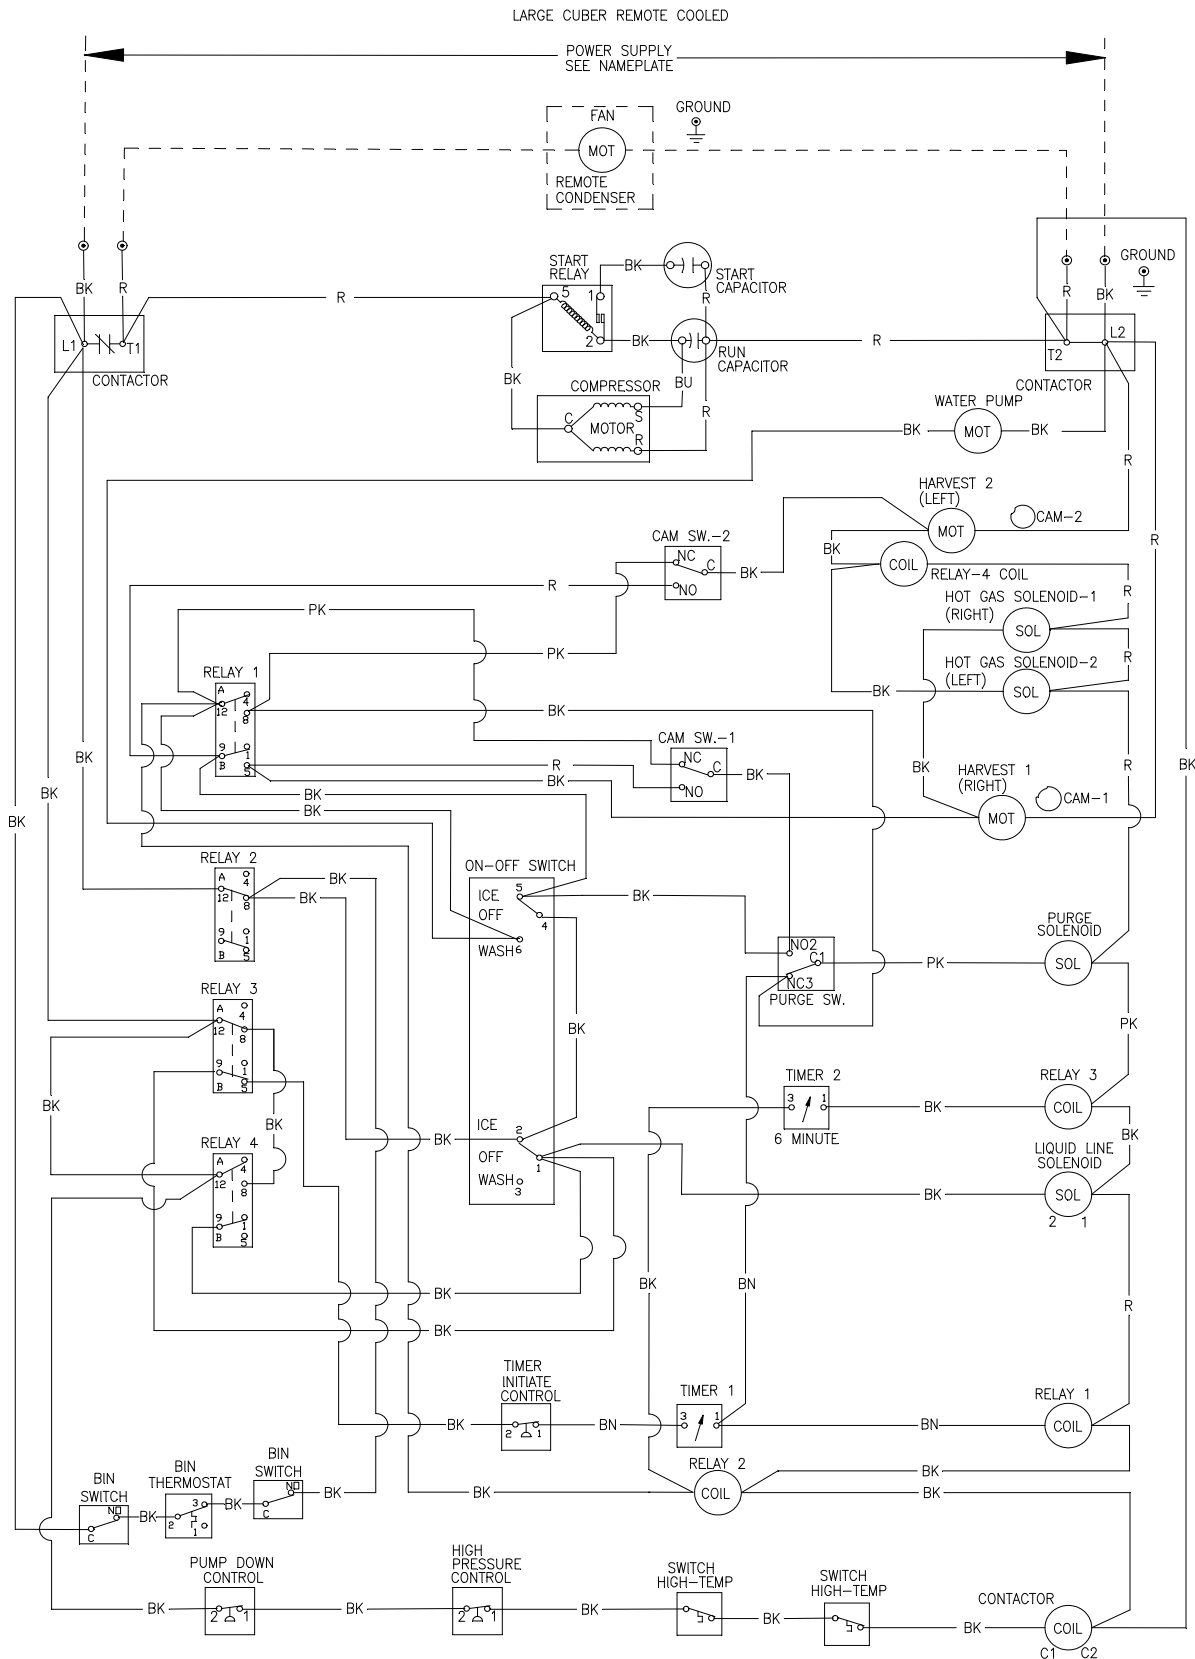 LARGE CUBER REMOTE COOLED
POWER SUPPLY
SEE NAMEPLATE
FAN
GROUND
MOT
REMOTE
CONDENSER
START
RELAY
BK
START
CAPACITOR
GROUND
BK
R
R
5
1
R
R
BK
L1
T1
CONTACTOR
2
BK
RUN
CAPACITOR
R
T2
L2
CONTACTOR
BK
COMPRESSOR
BU
C
MOTOR
S
R
R
WATER PUMP
BK
MOT
BK
R
HARVEST 2
(LEFT)
MOT
CAM-2
CAM SW.-2
NC
C
NO
BK
BK
COIL
RELAY-4 COIL
R
R
R
HOT GAS SOLENOID-1
(RIGHT)
SOL
PK
PK
HOT GAS SOLENOID-2
(LEFT)
BK
SOL
R
RELAY 1
A
4
12
8
9
1
B
5
BK
CAM SW.-1
NC
C
NO
BK
R
BK
BK
R
BK
HARVEST 1
(RIGHT)
MOT
CAM-1
BK
BK
BK
BK
BK
RELAY 2
A
4
12
8
9
1
B
5
BK
BK
ON-OFF SWITCH
ICE
5
OFF
4
WASH
6
BK
NO2
C1
NC3
PURGE SW.
PK
PURGE
SOLENOID
SOL
RELAY 3
A
4
12
8
9
1
B
5
BK
PK
TIMER 2
3
1
6 MINUTE
BK
RELAY 3
COIL
BK
BK
BK
RELAY 4
A
4
12
8
9
1
B
5
BK
ICE
2
OFF
1
WASH
3
LIQUID LINE
SOLENOID
SOL
2
1
BK
BK
BN
R
BK
BK
TIMER
INITIATE
CONTROL
2
1
BK
BN
TIMER 1
3
1
BN
RELAY 1
COIL
BIN
SWITCH
NO
C
BK
BIN
THERMOSTAT
3
2
1
BK
BIN
SWITCH
NO
C
BK
BK
RELAY 2
COIL
BK
BK
PUMP DOWN
CONTROL
BK
2
1
BK
HIGH
PRESSURE
CONTROL
2
1
BK
SWITCH
HIGH-TEMP
BK
SWITCH
HIGH-TEMP
BK
CONTACTOR
COIL
C1
C2